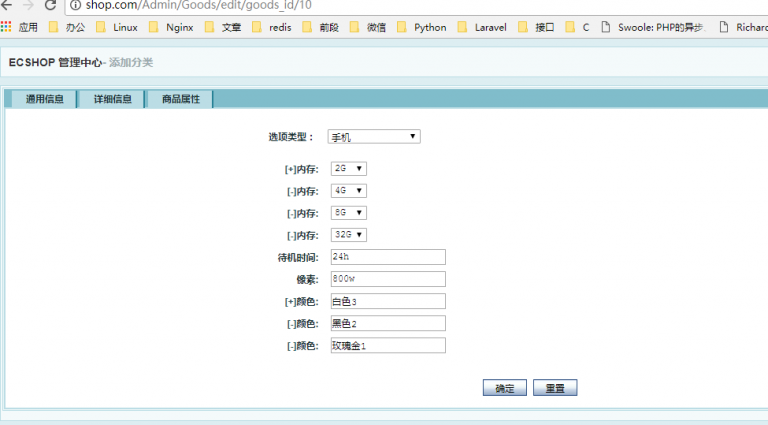 shop.com/Admin/Goods/edit/goods_id/10
应用 办公 Linux Nginx 文章 redis 前段 微信 Python Laravel 接口 C Swoole: PHP的异步 Richard
ECSHOP 管理中心- 添加分类
通用信息 详细信息 商品属性
选项类型： 手机
[+]内存: 2G
[-]内存: 4G
[-]内存: 8G
[-]内存: 32G
待机时间: 24h
像素: 800w
[+]颜色: 白色3
[-]颜色: 黑色2
[-]颜色: 玫瑰金1
确定 重置